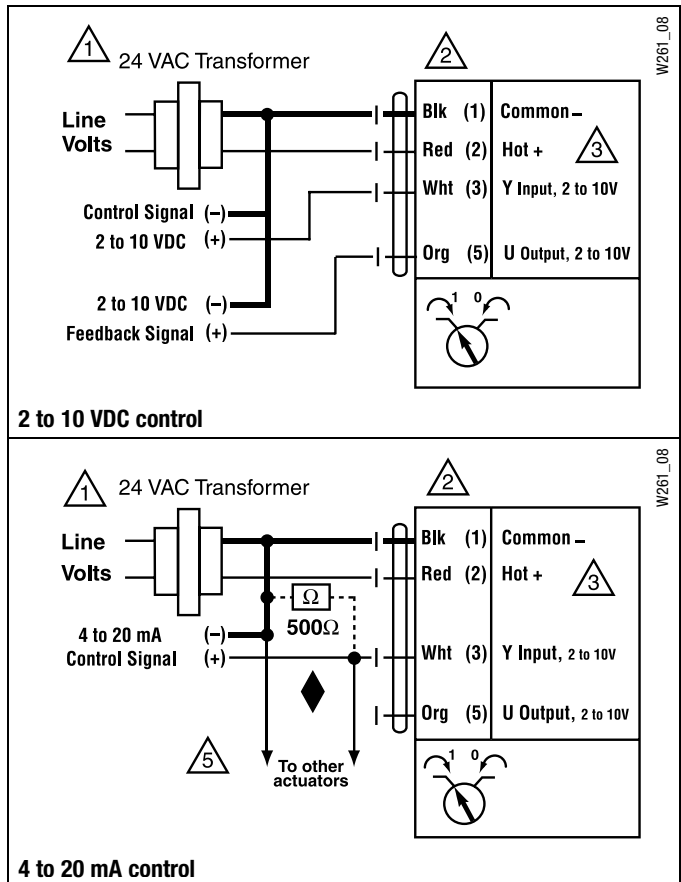 W261_08
1
24 VAC Transformer
2
Line
Volts
Blk (1) Common –
Red (2) Hot +
3
Wht (3) Y Input, 2 to 10V
Control Signal (–)
2 to 10 VDC (+)
Org (5) U Output, 2 to 10V
2 to 10 VDC (–)
Feedback Signal (+)
1 0
2 to 10 VDC control
W261_08
1
24 VAC Transformer
2
Line
Volts
Blk (1) Common –
Red (2) Hot +
3
Ω
500Ω
4 to 20 mA (–)
Control Signal (+)
Wht (3) Y Input, 2 to 10V
Org (5) U Output, 2 to 10V
5
To other
actuators
1 0
4 to 20 mA control